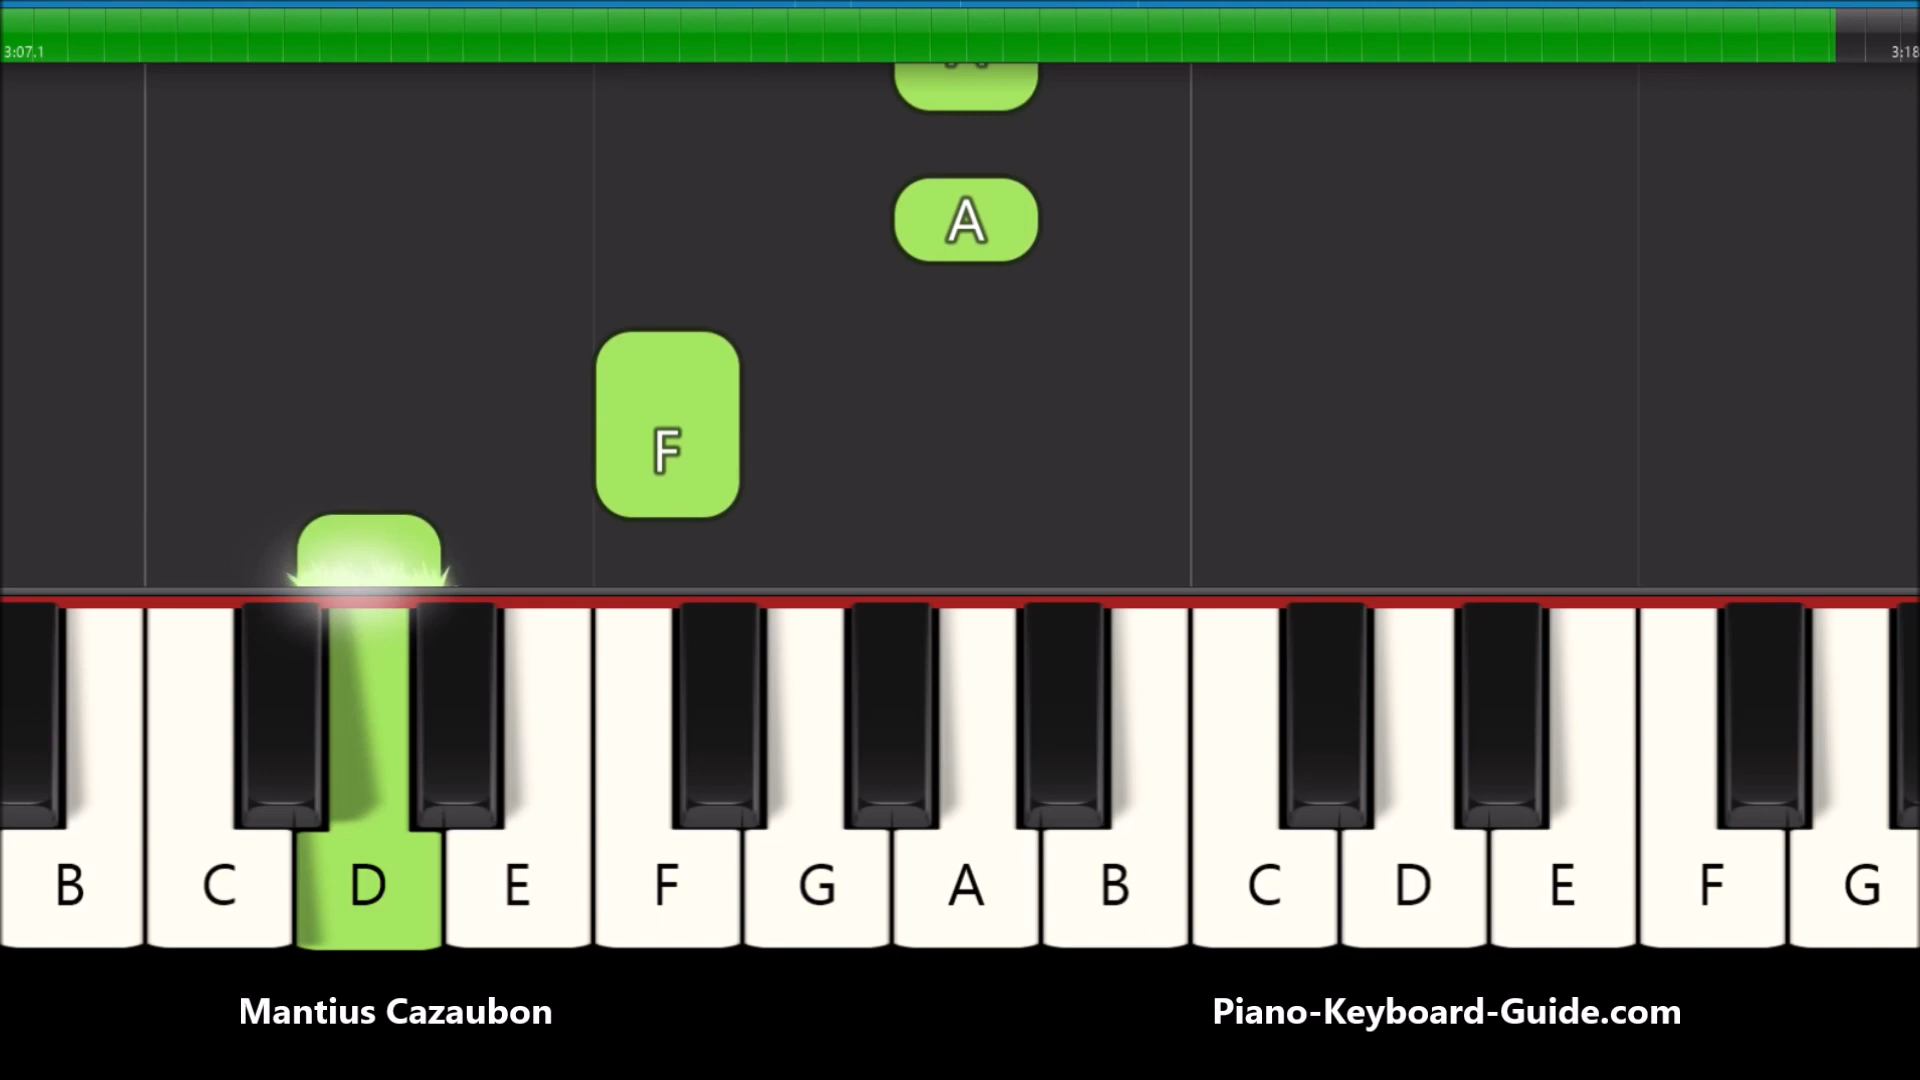 3:07.1
3:18
A
F
B C D E F G A B C D E F G
Mantius Cazaubon
Piano-Keyboard-Guide.com